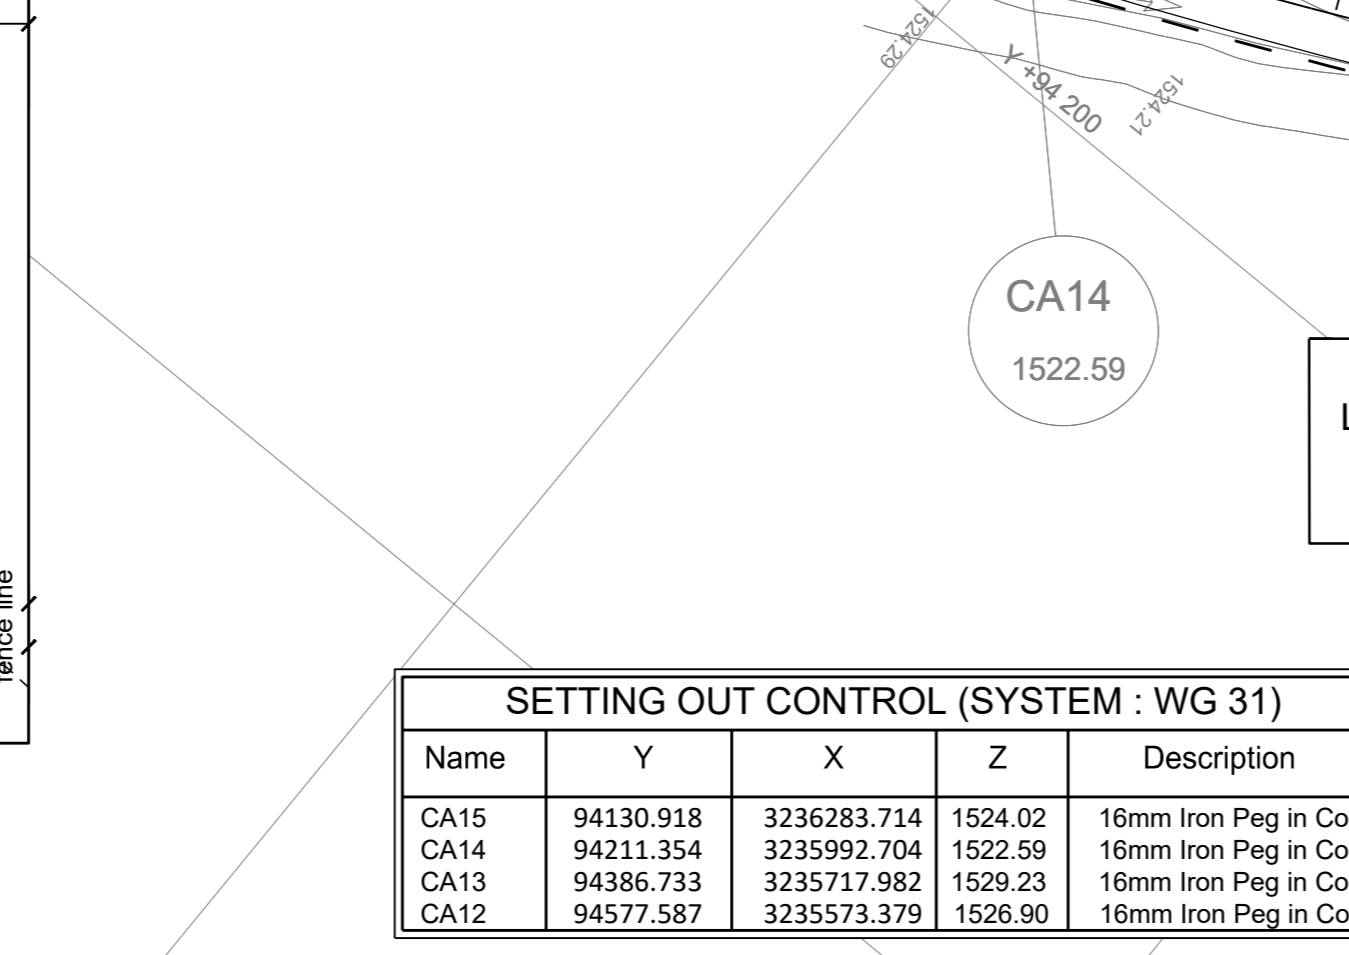 1524.29
Y +94 200
1524.21
CA14
1522.59
L
fence line
SETTING OUT CONTROL (SYSTEM : WG 31)
Name Y X Z Description
CA15 94130.918 3236283.714 1524.02 16mm Iron Peg in Co
CA14 94211.354 3235992.704 1522.59 16mm Iron Peg in Co
CA13 94386.733 3235717.982 1529.23 16mm Iron Peg in Co
CA12 94577.587 3235573.379 1526.90 16mm Iron Peg in Co